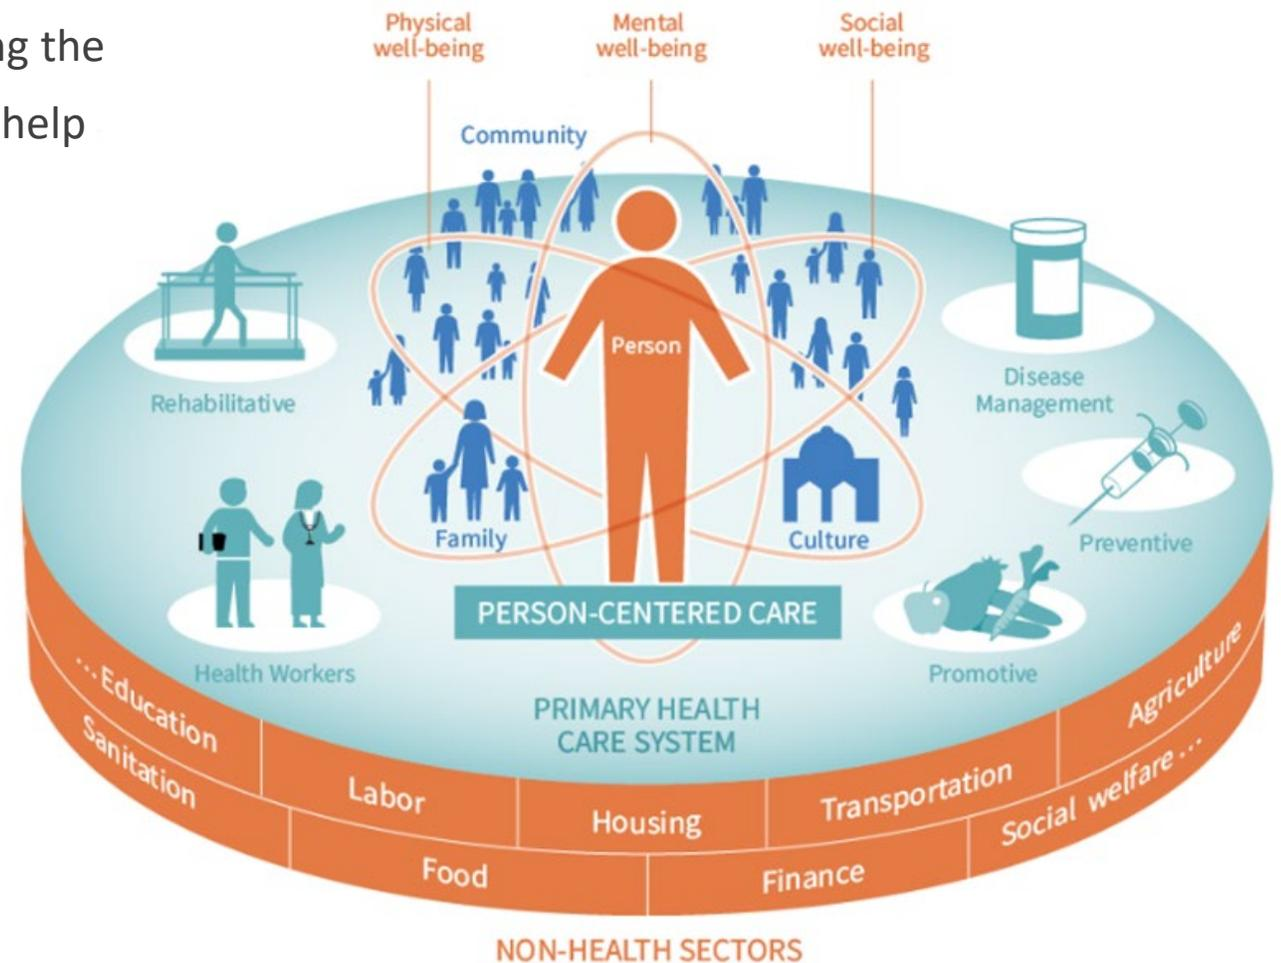 ng the
help
Physical
well-being
Mental
well-being
Social
well-being
Community
Person
Rehabilitative
Disease
Management
Family
Culture
Preventive
PERSON-CENTERED CARE
Health Workers
Promotive
PRIMARY HEALTH
CARE SYSTEM
...Education
Labor
Housing
Transportation
Agriculture
Sanitation
Food
Finance
Social welfare ...
NON-HEALTH SECTORS